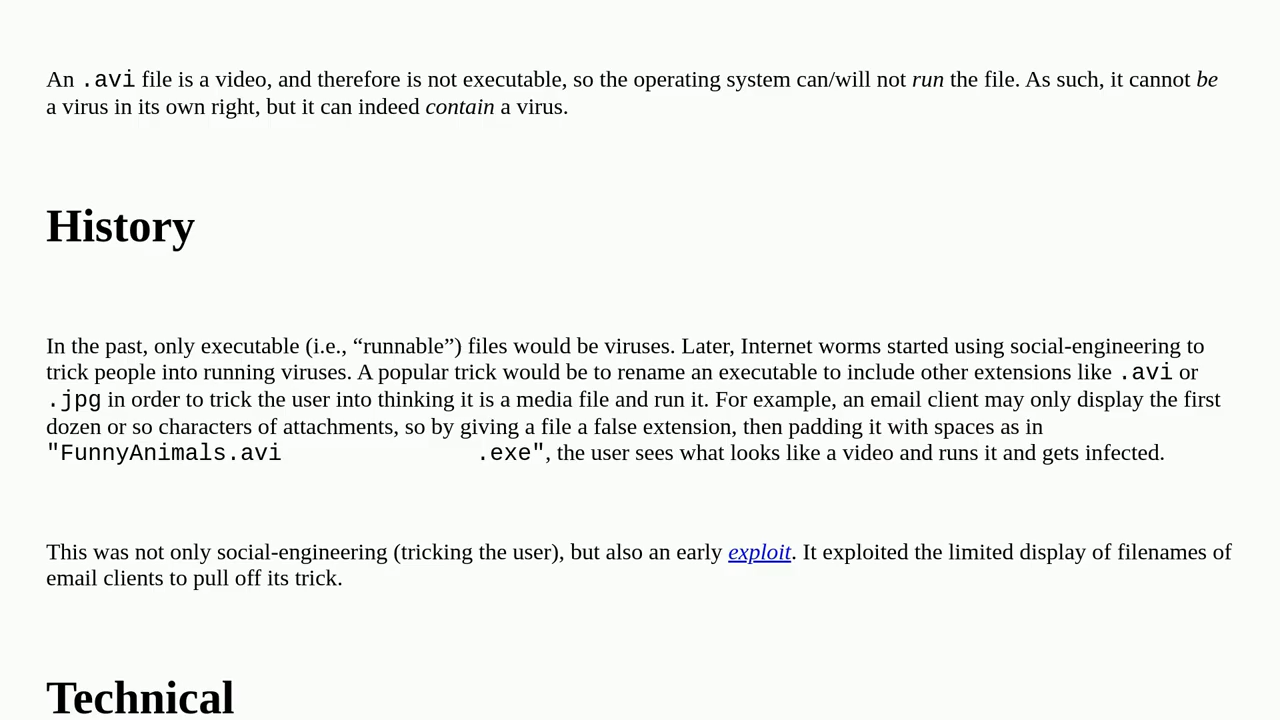 An .avi file is a video, and therefore is not executable, so the operating system can/will not run the file. As such, it cannot be
a virus in its own right, but it can indeed contain a virus.
History
In the past, only executable (i.e., “runnable”) files would be viruses. Later, Internet worms started using social-engineering to
trick people into running viruses. A popular trick would be to rename an executable to include other extensions like .avi or
.jpg in order to trick the user into thinking it is a media file and run it. For example, an email client may only display the first
dozen or so characters of attachments, so by giving a file a false extension, then padding it with spaces as in
"FunnyAnimals.avi              .exe", the user sees what looks like a video and runs it and gets infected.
This was not only social-engineering (tricking the user), but also an early exploit. It exploited the limited display of filenames of
email clients to pull off its trick.
Technical